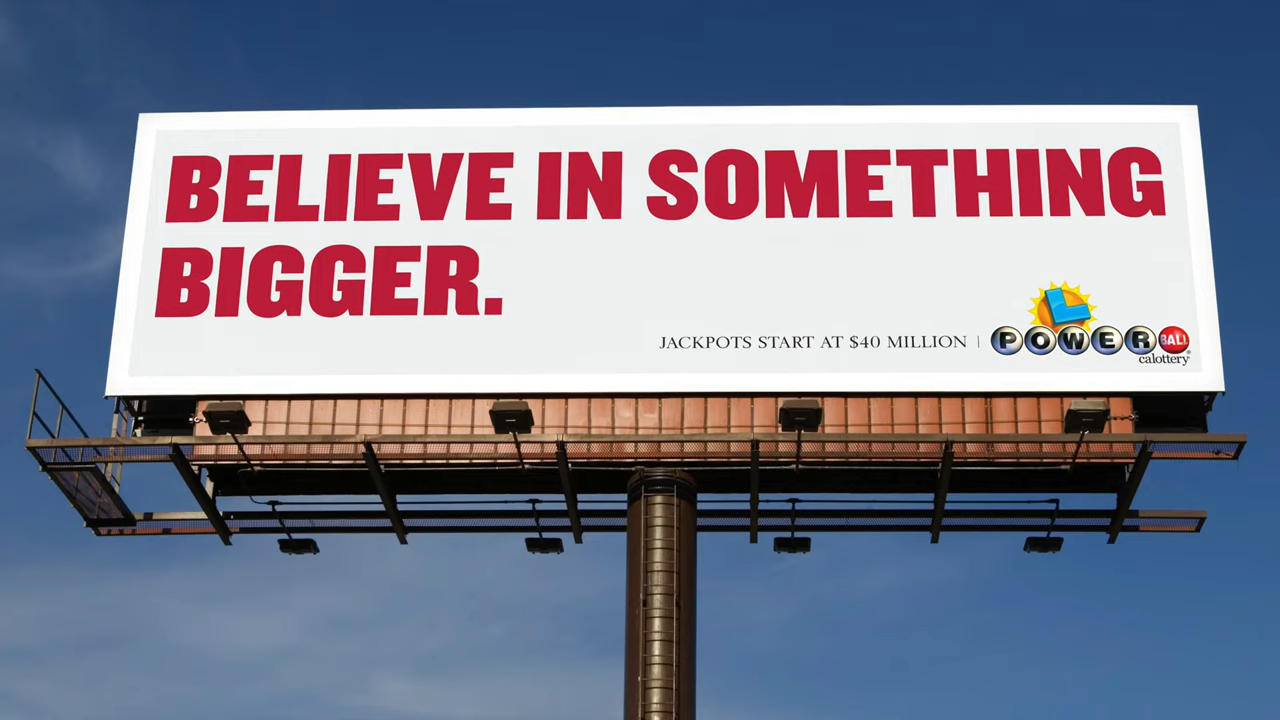 BELIEVE IN SOMETHING
BIGGER.
JACKPOTS START AT $40 MILLION | POWERBALL
calottery